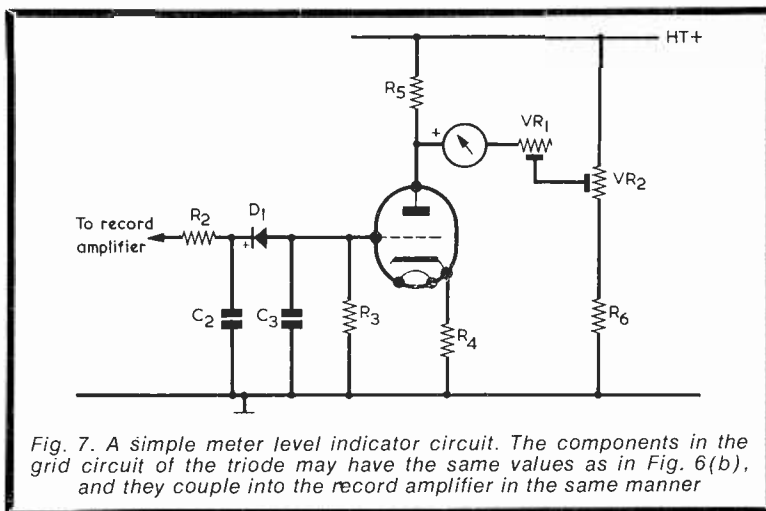 HT+
R5
VR1
+
VR2
To record
amplifier
R2
D1
+
C2
C3
R3
R4
R6
Fig. 7. A simple meter level indicator circuit. The components in the
grid circuit of the triode may have the same values as in Fig. 6(b),
and they couple into the record amplifier in the same manner